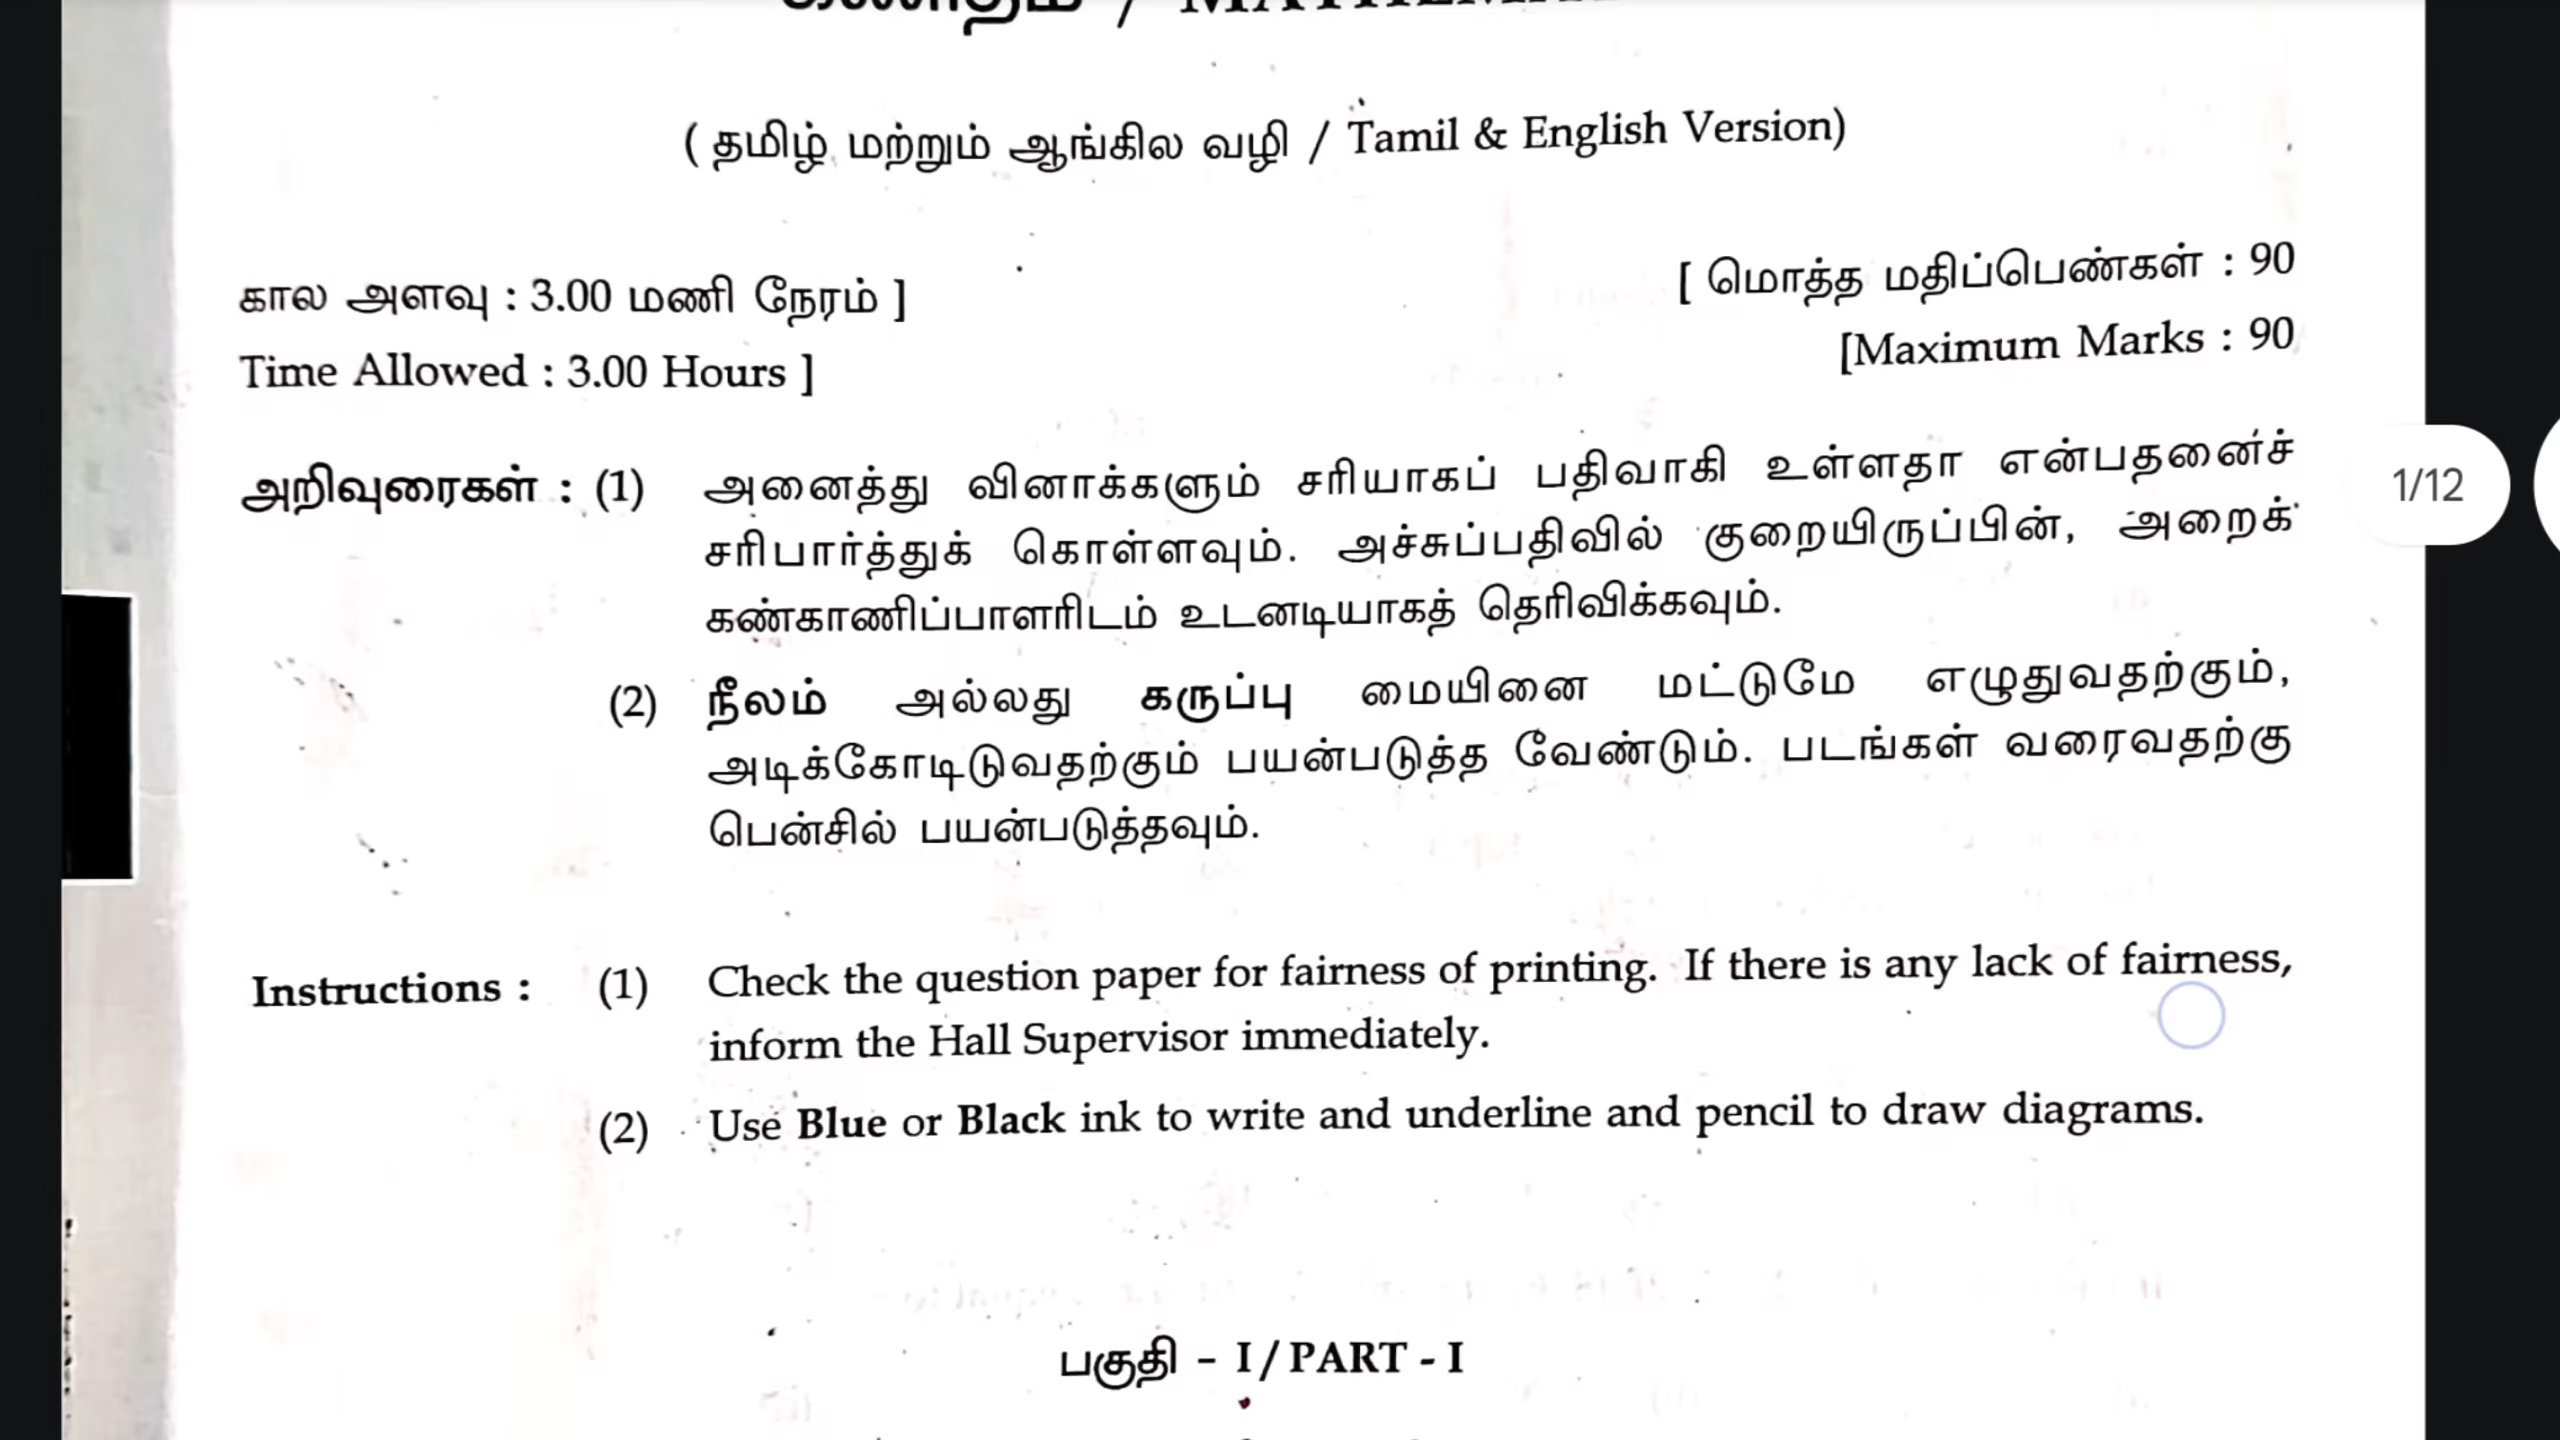 கணிதம் /
( தமிழ் மற்றும் ஆங்கில வழி / Tamil & English Version)
கால அளவு : 3.00 மணி நேரம் ]
[ மொத்த மதிப்பெண்கள் : 90
Time Allowed : 3.00 Hours ]
[Maximum Marks : 90
அறிவுரைகள் : (1) அனைத்து வினாக்களும் சரியாகப் பதிவாகி உள்ளதா என்பதனைச்
சரிபார்த்துக் கொள்ளவும். அச்சுப்பதிவில் குறையிருப்பின், அறைக்
கண்காணிப்பாளரிடம் உடனடியாகத் தெரிவிக்கவும்.
1/12
(2) நீலம் அல்லது கருப்பு மையினை மட்டுமே எழுதுவதற்கும்,
அடிக்கோடிடுவதற்கும் பயன்படுத்த வேண்டும். படங்கள் வரைவதற்கு
பென்சில் பயன்படுத்தவும்.
Instructions : (1) Check the question paper for fairness of printing. If there is any lack of fairness,
inform the Hall Supervisor immediately.
(2) Use Blue or Black ink to write and underline and pencil to draw diagrams.
பகுதி - I / PART - I